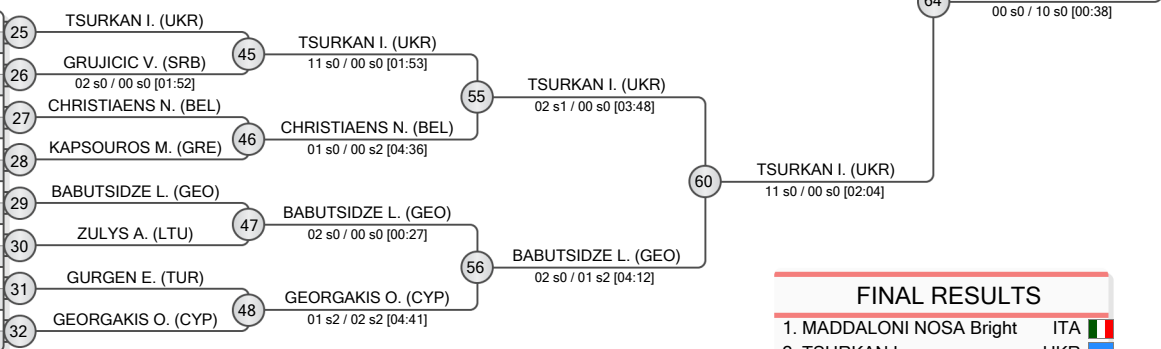 64
00 s0 / 10 s0 [00:38]
25
TSURKAN I. (UKR)
26
GRUJICIC V. (SRB)
02 s0 / 00 s0 [01:52]
45
TSURKAN I. (UKR)
11 s0 / 00 s0 [01:53]
27
CHRISTIAENS N. (BEL)
28
KAPSOUROS M. (GRE)
46
CHRISTIAENS N. (BEL)
01 s0 / 00 s2 [04:36]
55
TSURKAN I. (UKR)
02 s1 / 00 s0 [03:48]
29
BABUTSIDZE L. (GEO)
30
ZULYS A. (LTU)
47
BABUTSIDZE L. (GEO)
02 s0 / 00 s0 [00:27]
31
GURGEN E. (TUR)
32
GEORGAKIS O. (CYP)
48
GEORGAKIS O. (CYP)
01 s2 / 02 s2 [04:41]
56
BABUTSIDZE L. (GEO)
02 s0 / 01 s2 [04:12]
60
TSURKAN I. (UKR)
11 s0 / 00 s0 [02:04]
FINAL RESULTS
1. MADDALONI NOSA Bright ITA
2. TSURKAN I. UKR